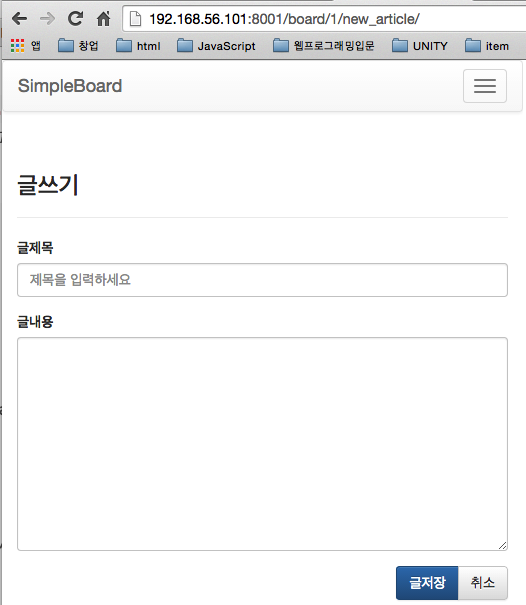 192.168.56.101:8001/board/1/new_article/
앱 창업 html JavaScript 웹프로그래밍입문 UNITY item
SimpleBoard
글쓰기
글제목
제목을 입력하세요
글내용
글저장 취소